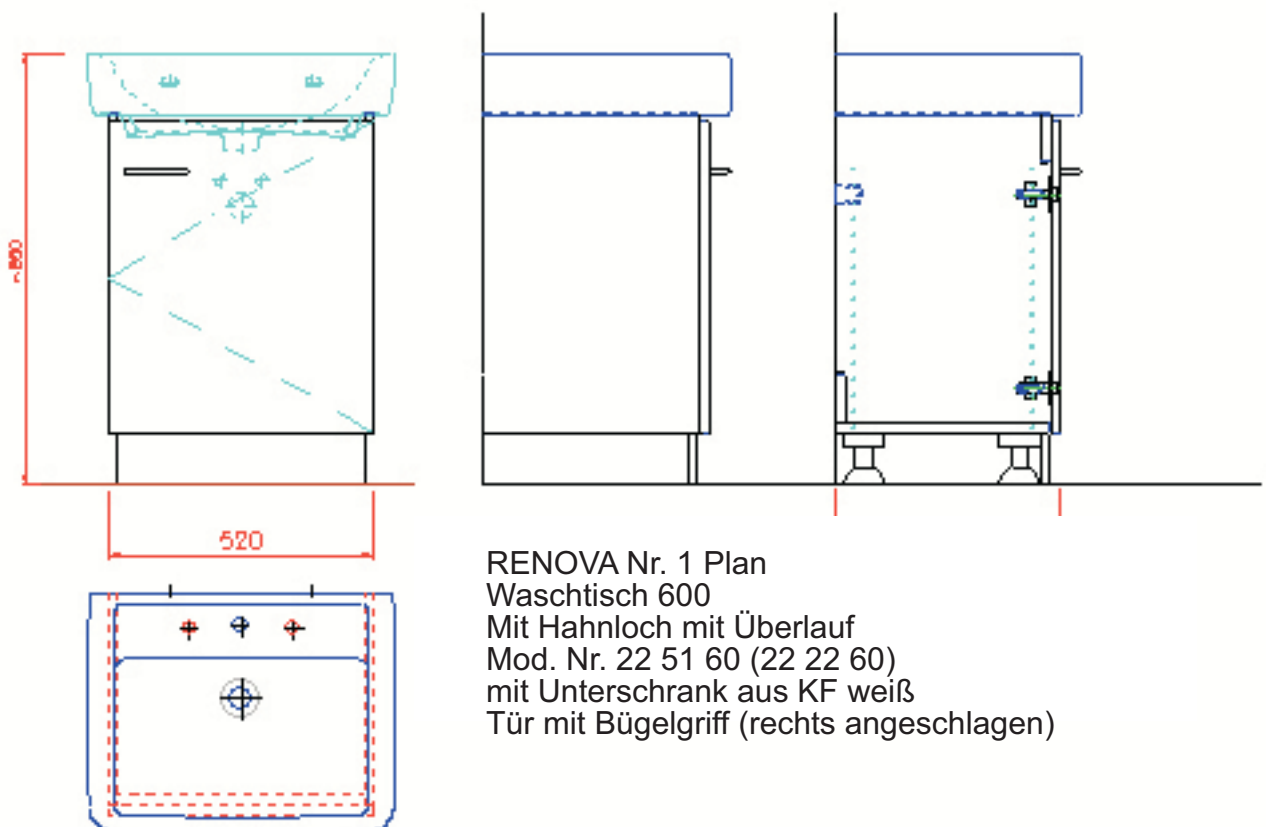 520
RENOVA Nr. 1 Plan
Waschtisch 600
Mit Hahnloch mit Überlauf
Mod. Nr. 22 51 60 (22 22 60)
mit Unterschrank aus KF weiß
Tür mit Bügelgriff (rechts angeschlagen)